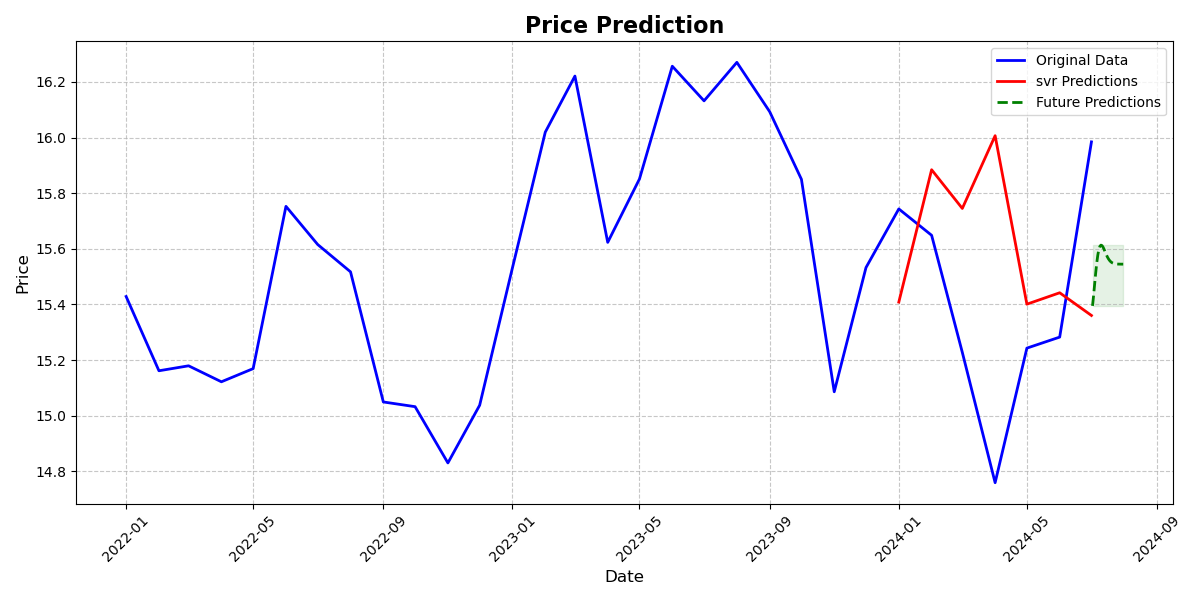 Price Prediction
Original Data
svr Predictions
Future Predictions
Price
16.2
16.0
15.8
15.6
15.4
15.2
15.0
14.8
2022-01
2022-05
2022-09
2023-01
2023-05
2023-09
2024-01
2024-05
2024-09
Date